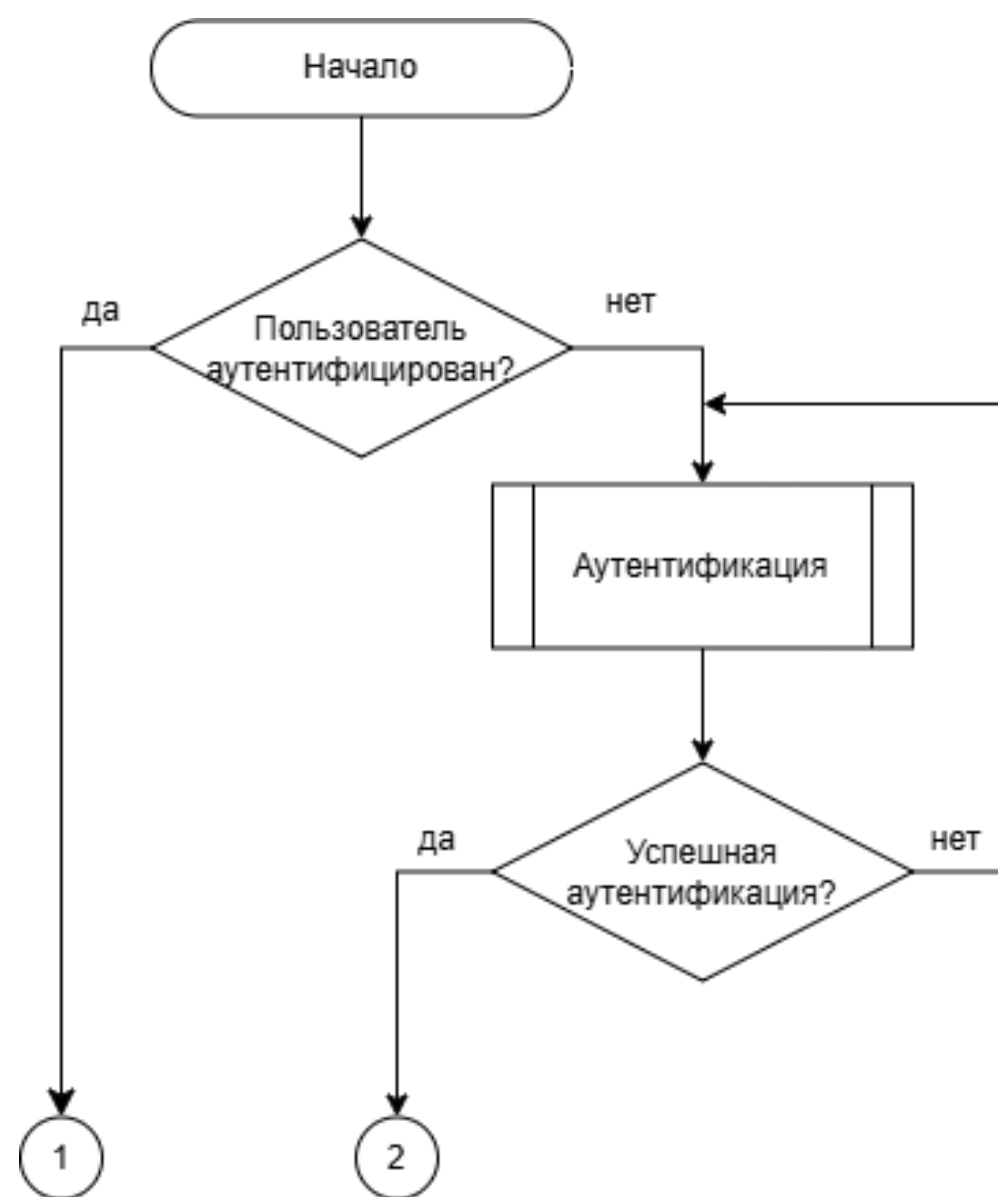 Начало
да
нет
Пользователь
аутентифицирован?
Аутентификация
да
нет
Успешная
аутентификация?
1
2